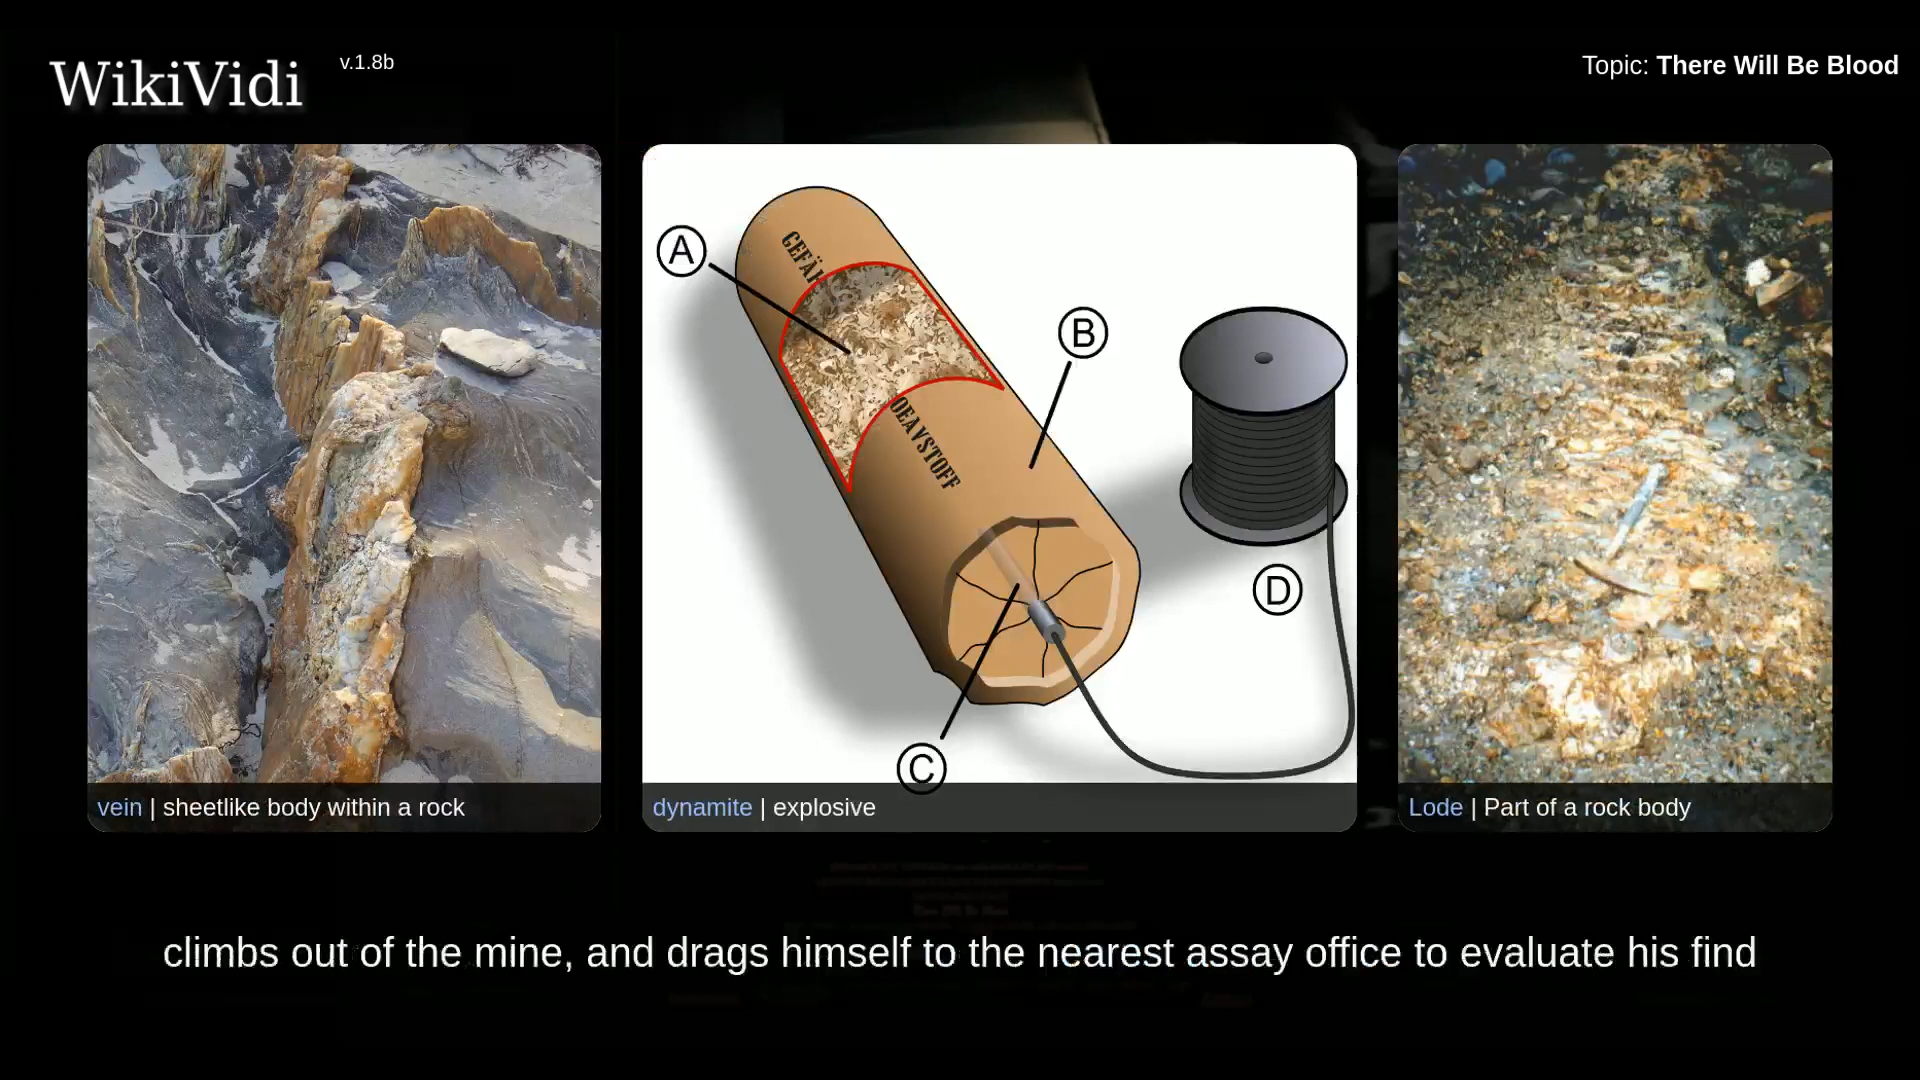 WikiVidi
v.1.8b
Topic: There Will Be Blood
A
B
C
D
vein | sheetlike body within a rock
dynamite | explosive
Lode | Part of a rock body
climbs out of the mine, and drags himself to the nearest assay office to evaluate his find